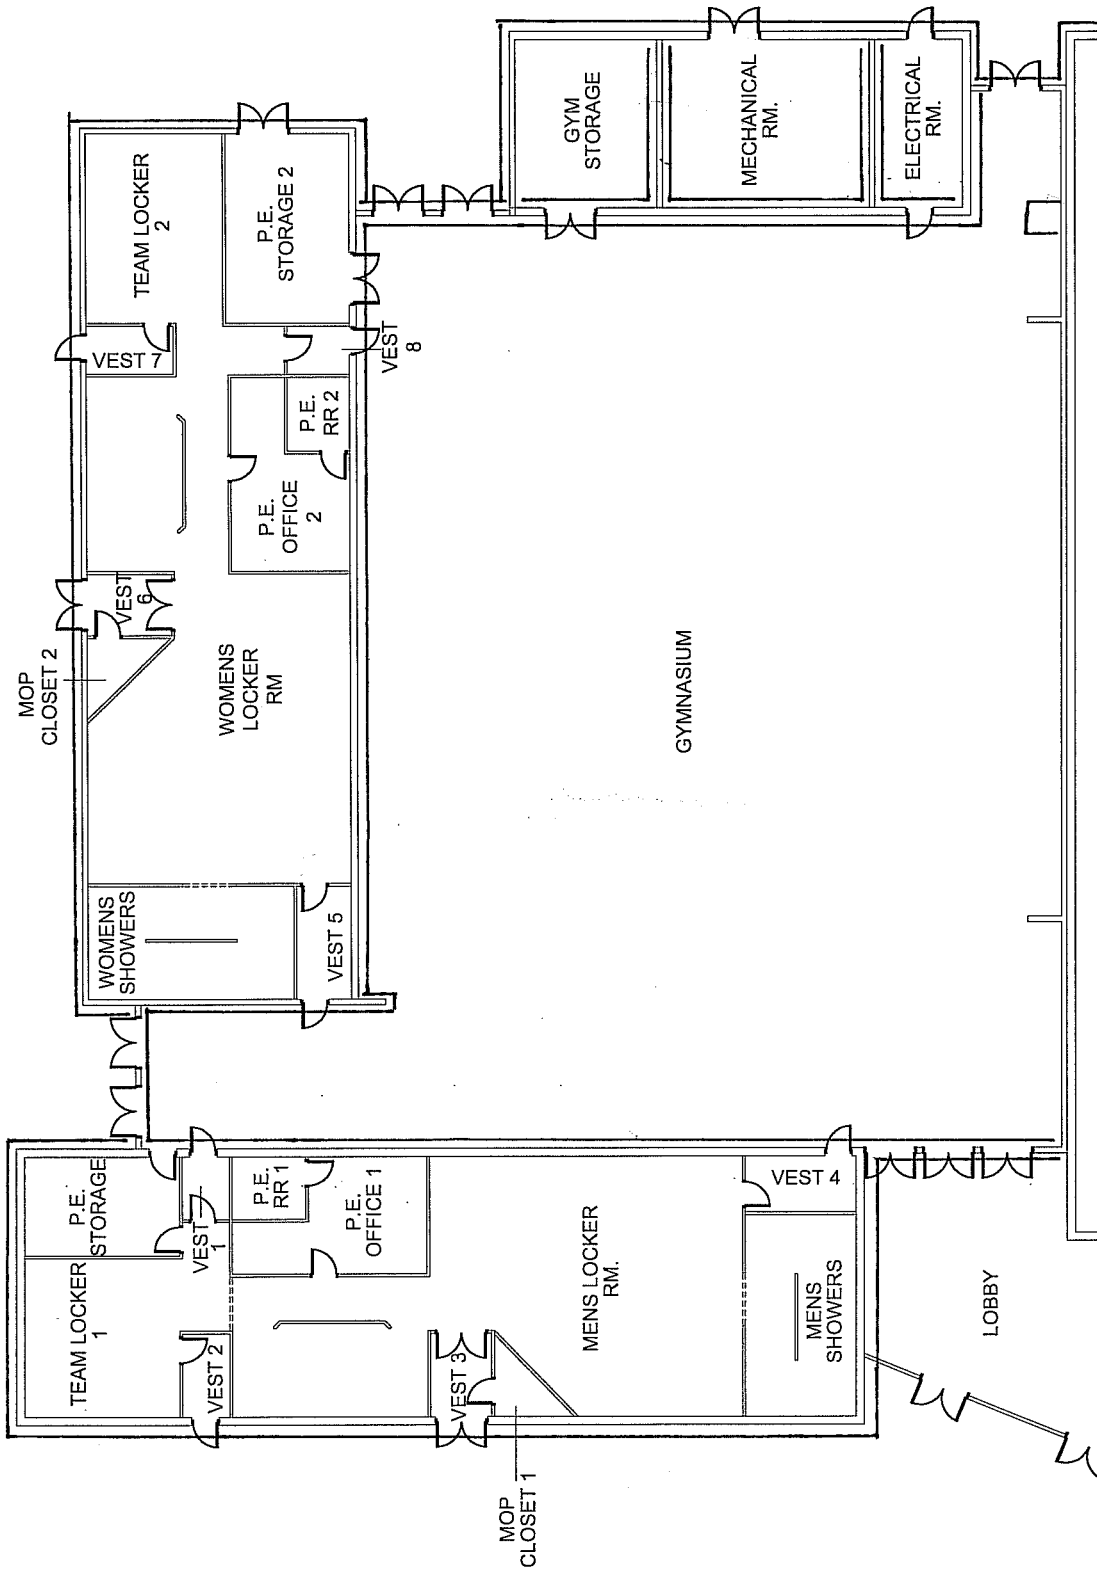 MOP
CLOSET 1
MOP
CLOSET 2
TEAM LOCKER
1
P.E.
STORAGE
VEST 2
VEST
1
P.E.
RR 1
P.E.
OFFICE 1
VEST 3
MENS LOCKER
RM.
VEST 4
MENS
SHOWERS
LOBBY
WOMENS
SHOWERS
VEST 5
WOMENS
LOCKER
RM
VEST
6
P.E.
OFFICE
2
P.E.
RR 2
VEST 7
VEST
8
TEAM LOCKER
2
P.E.
STORAGE 2
GYMNASIUM
GYM
STORAGE
MECHANICAL
RM.
ELECTRICAL
RM.